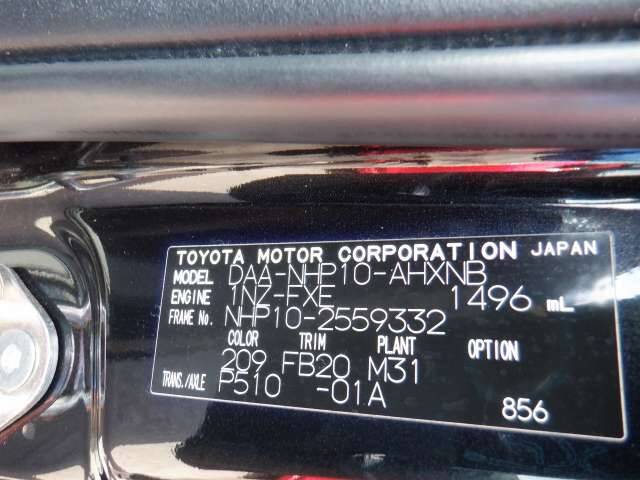 TOYOTA MOTOR CORPORATION JAPAN
MODEL DAA-NHP10-AHXNB
ENGINE 1NZ-FXE 1496 mL
FRAME No. NHP10-2559332
COLOR TRIM PLANT OPTION
209 FB20 M31
TRANS./AXLE P510 -01A
856